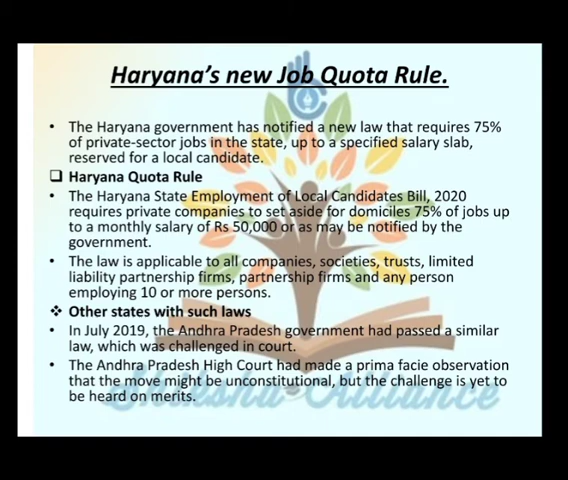 Haryana's new Job Quota Rule.
• The Haryana government has notified a new law that requires 75%
of private-sector jobs in the state, up to a specified salary slab,
reserved for a local candidate.
❑ Haryana Quota Rule
• The Haryana State Employment of Local Candidates Bill, 2020
requires private companies to set aside for domiciles 75% of jobs up
to a monthly salary of Rs 50,000 or as may be notified by the
government.
• The law is applicable to all companies, societies, trusts, limited
liability partnership firms, partnership firms and any person
employing 10 or more persons.
❖ Other states with such laws
• In July 2019, the Andhra Pradesh government had passed a similar
law, which was challenged in court.
• The Andhra Pradesh High Court had made a prima facie observation
that the move might be unconstitutional, but the challenge is yet to
be heard on merits.
Shiksha Alliance